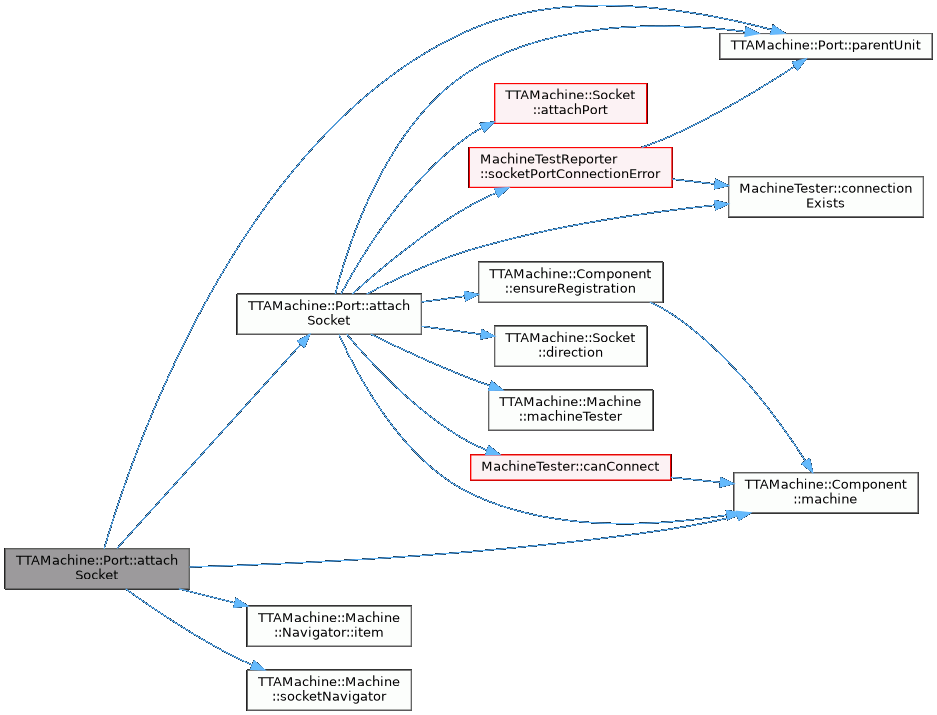 TTAMachine::Port::parentUnit
TTAMachine::Socket
::attachPort
MachineTestReporter
::socketPortConnectionError
MachineTester::connection
Exists
TTAMachine::Component
::ensureRegistration
TTAMachine::Port::attach
Socket
TTAMachine::Socket
::direction
TTAMachine::Machine
::machineTester
MachineTester::canConnect
TTAMachine::Component
::machine
TTAMachine::Port::attach
Socket
TTAMachine::Machine
::Navigator::item
TTAMachine::Machine
::socketNavigator